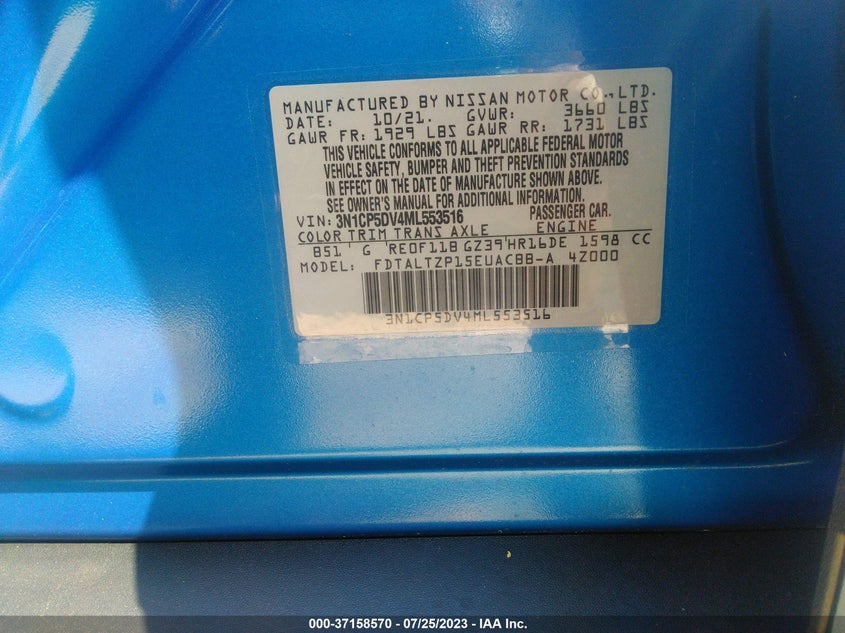 MANUFACTURED BY NISSAN MOTOR CO.,LTD.
DATE: 10/21. GVWR: 3660 LBS
GAWR FR: 1929 LBS GAWR RR: 1731 LBS
THIS VEHICLE CONFORMS TO ALL APPLICABLE FEDERAL MOTOR
VEHICLE SAFETY, BUMPER AND THEFT PREVENTION STANDARDS
IN EFFECT ON THE DATE OF MANUFACTURE SHOWN ABOVE.
SEE OWNER'S MANUAL FOR ADDITIONAL INFORMATION.
VIN: 3N1CP5DV4ML553516 PASSENGER CAR.
COLOR TRIM TRANS AXLE ENGINE
B51 G RE0F11B GZ39 HR16DE 1598 CC
MODEL: FDTALTZP15EUACBB-A 4Z000
3N1CP5DV4ML553516
000-37158570 - 07/25/2023 - IAA Inc.